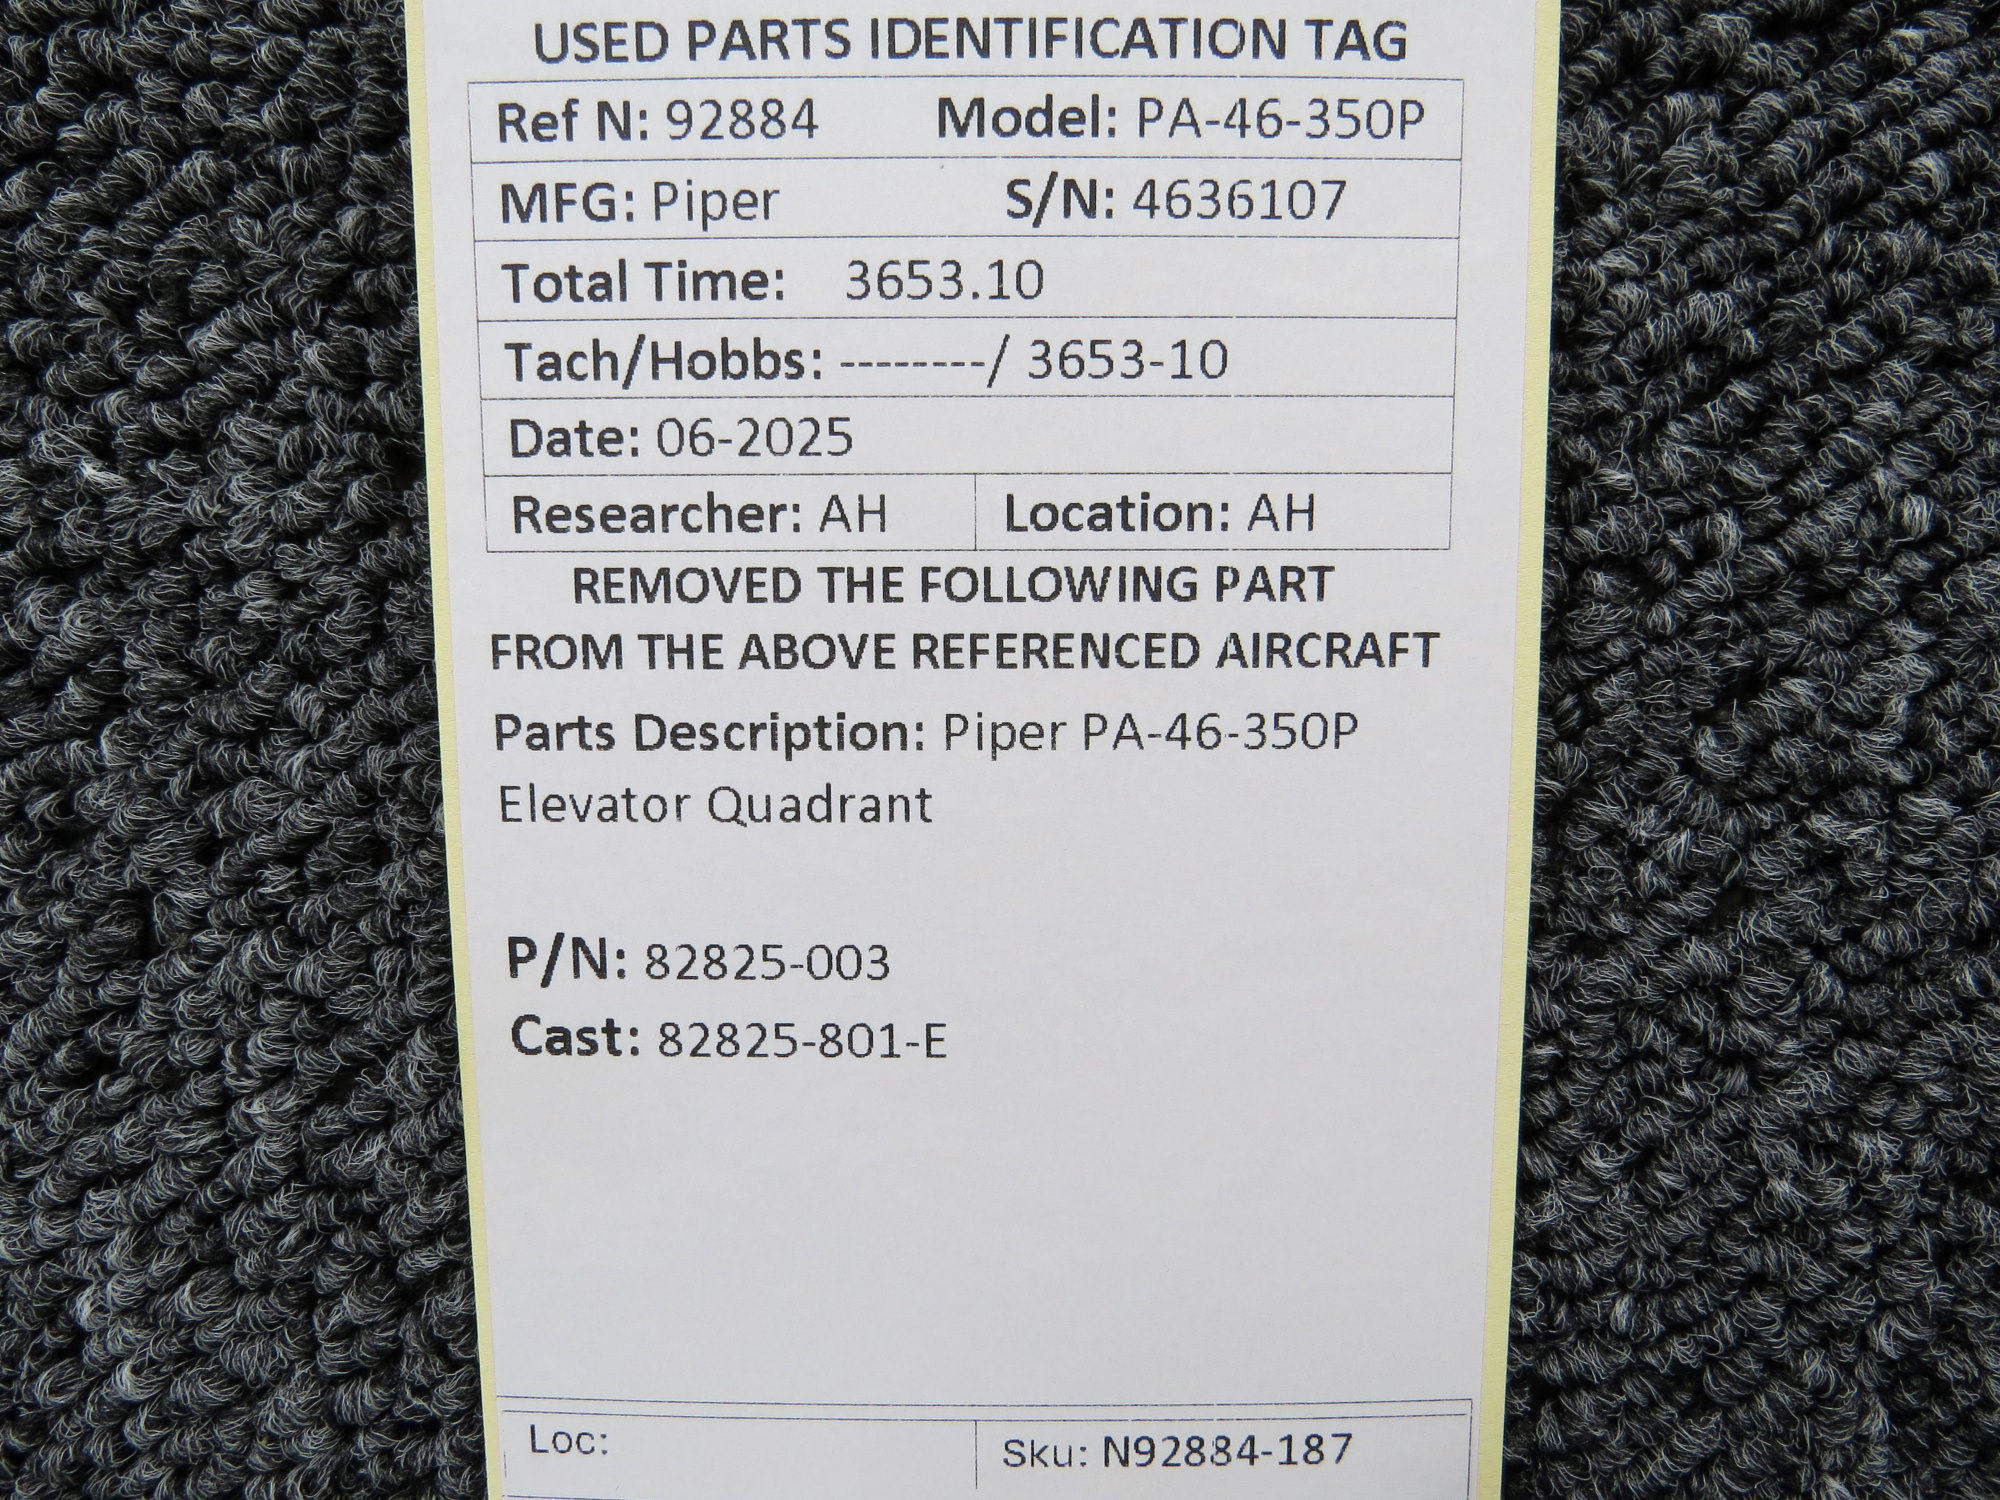 USED PARTS IDENTIFICATION TAG
Ref N: 92884 Model: PA-46-350P
MFG: Piper S/N: 4636107
Total Time: 3653.10
Tach/Hobbs: --------/ 3653-10
Date: 06-2025
Researcher: AH Location: AH
REMOVED THE FOLLOWING PART
FROM THE ABOVE REFERENCED AIRCRAFT
Parts Description: Piper PA-46-350P
Elevator Quadrant
P/N: 82825-003
Cast: 82825-801-E
Loc: Sku: N92884-187